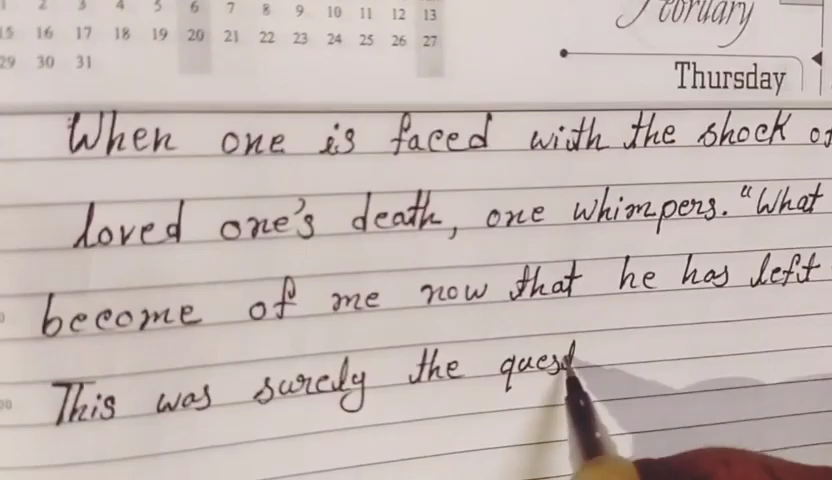 2 3 4 5 6 7 8 9 10 11 12 13
15 16 17 18 19 20 21 22 23 24 25 26 27
29 30 31
February
Thursday
When one is faced with the shock of
loved one's death, one whimpers. "What
become of me now that he has left
This was surely the quest